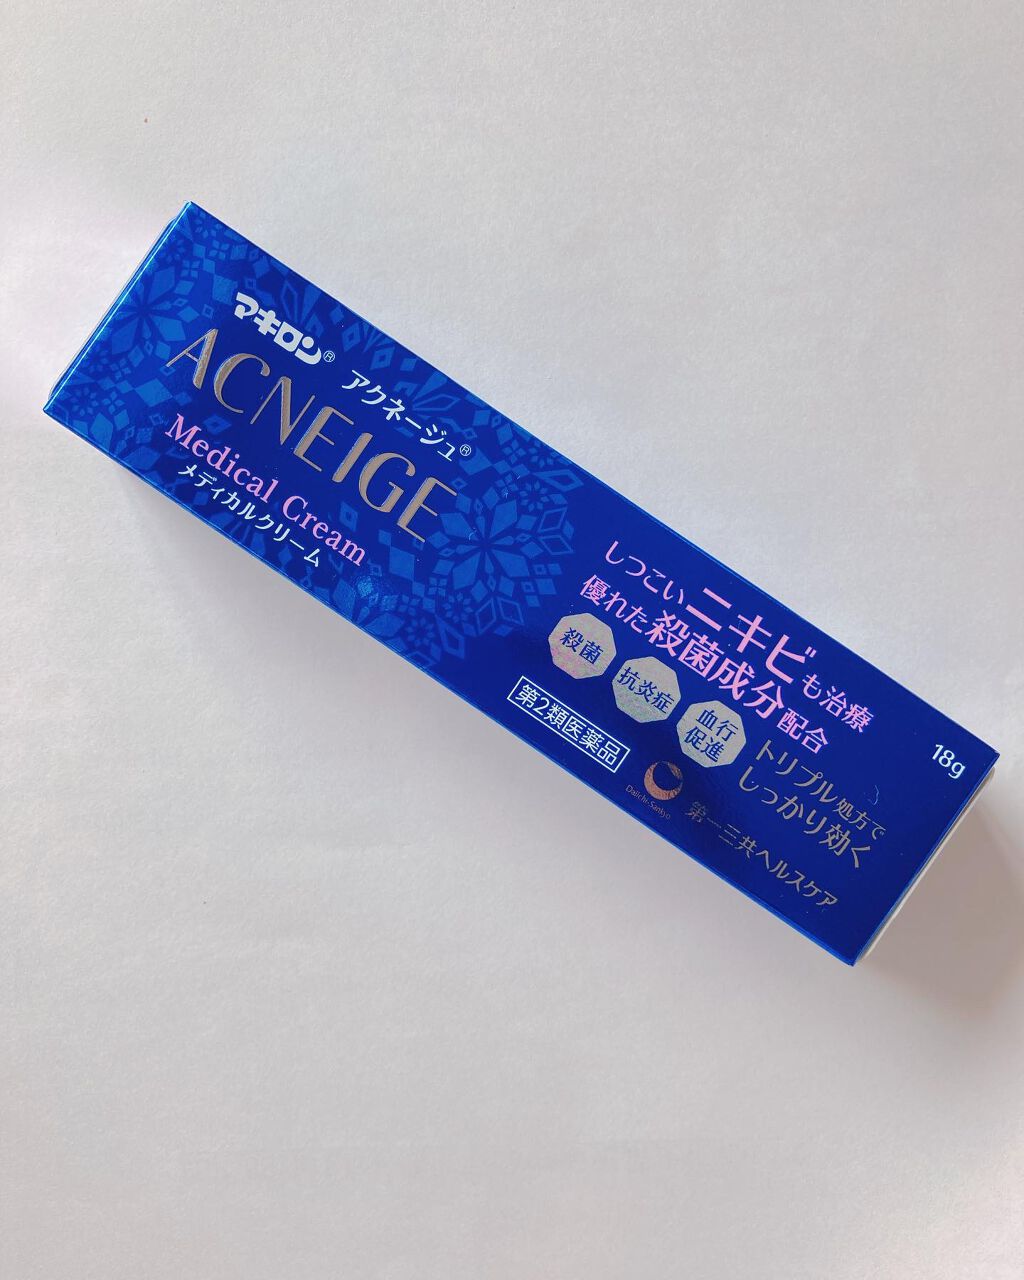 マキロン®
アクネージュ®
ACNEIGE
Medical Cream
メディカルクリーム
しつこいニキビも治療
優れた殺菌成分配合
殺菌
抗炎症
血行
促進
トリプル処方で
しっかり効く
第2類医薬品
Daiichi-Sankyo
第一三共ヘルスケア
18g